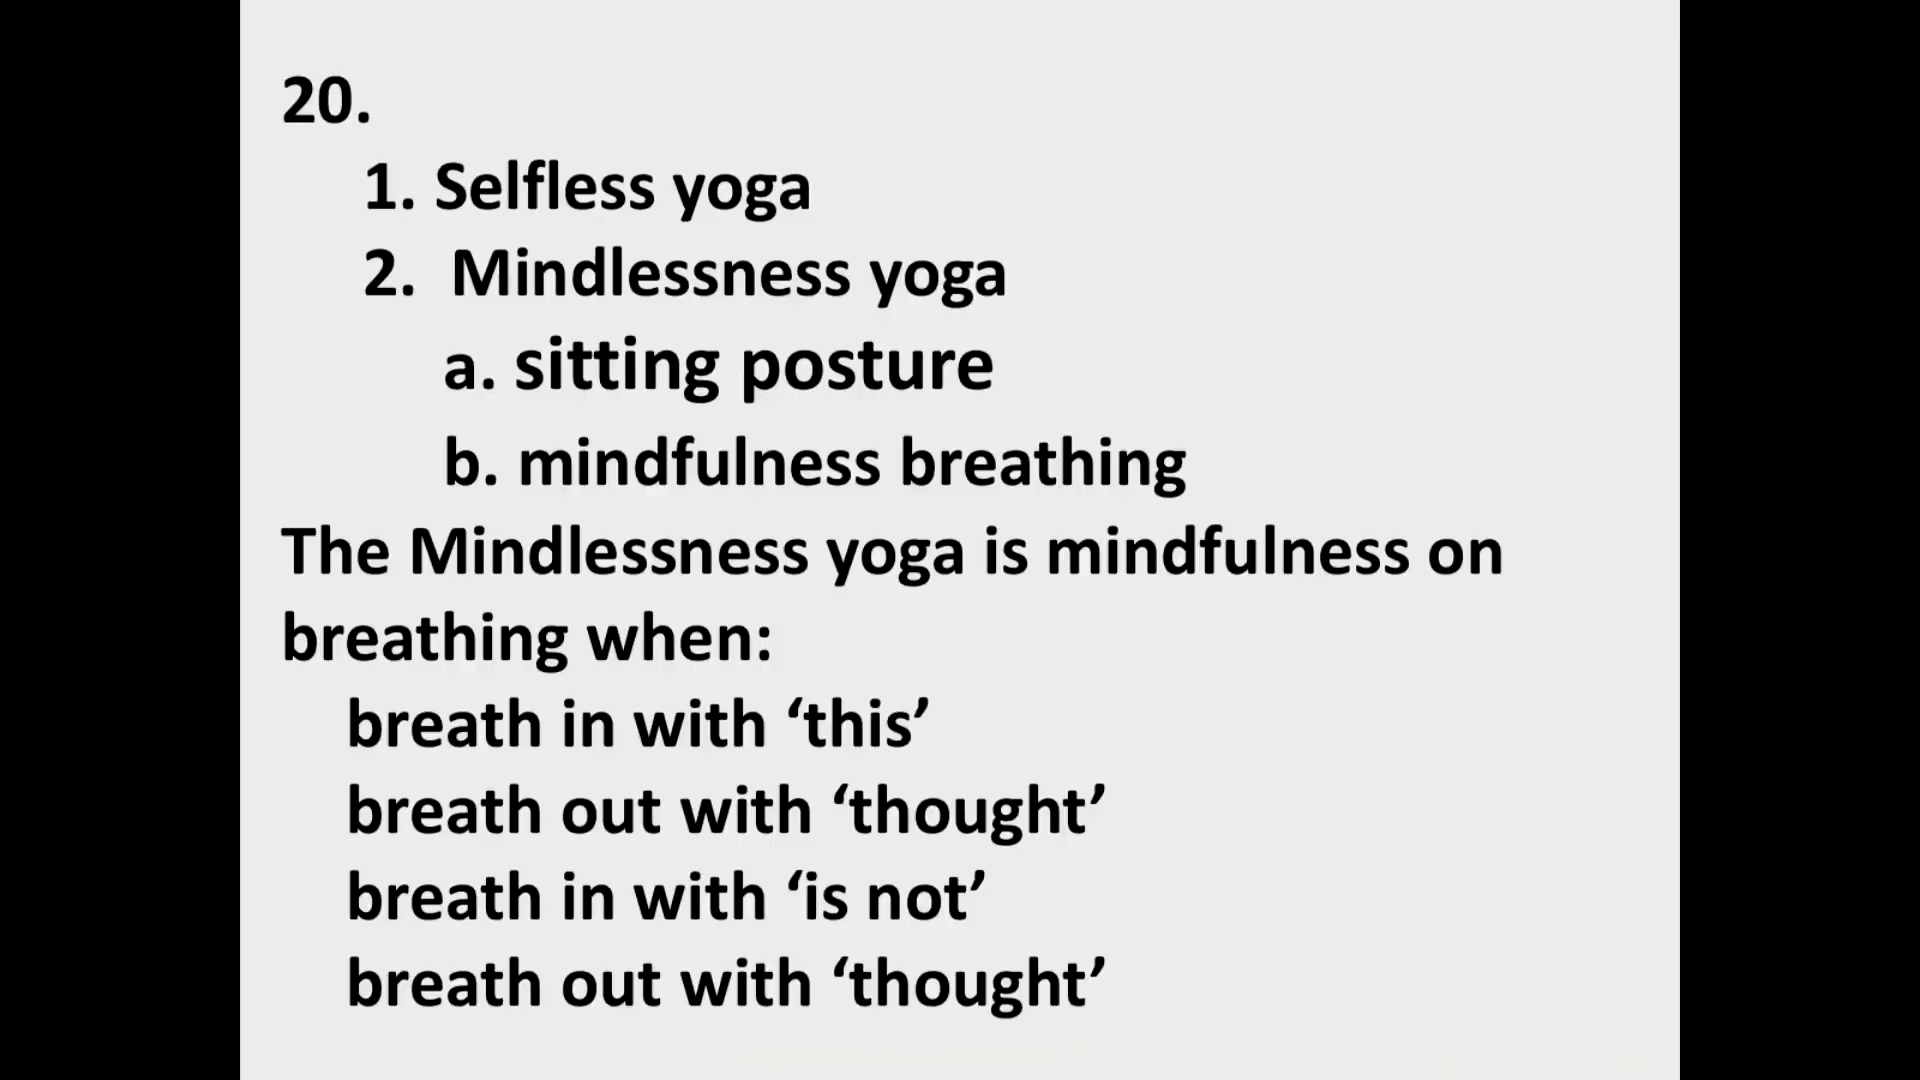 20.
1. Selfless yoga
2. Mindlessness yoga
a. sitting posture
b. mindfulness breathing
The Mindlessness yoga is mindfulness on
breathing when:
breath in with ‘this’
breath out with ‘thought’
breath in with ‘is not’
breath out with ‘thought’